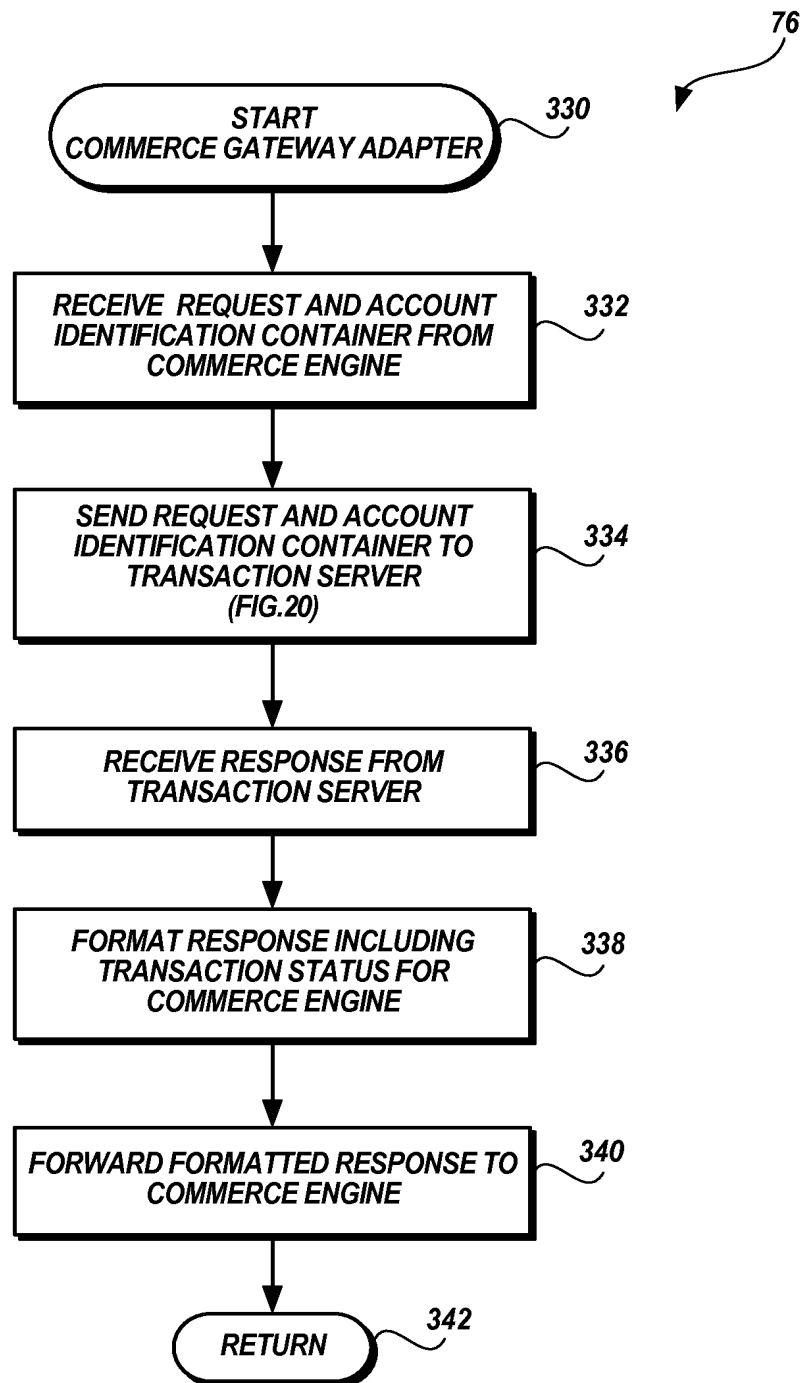 76
START
COMMERCE GATEWAY ADAPTER
330
RECEIVE REQUEST AND ACCOUNT
IDENTIFICATION CONTAINER FROM
COMMERCE ENGINE
332
SEND REQUEST AND ACCOUNT
IDENTIFICATION CONTAINER TO
TRANSACTION SERVER
(FIG.20)
334
RECEIVE RESPONSE FROM
TRANSACTION SERVER
336
FORMAT RESPONSE INCLUDING
TRANSACTION STATUS FOR
COMMERCE ENGINE
338
FORWARD FORMATTED RESPONSE TO
COMMERCE ENGINE
340
RETURN
342